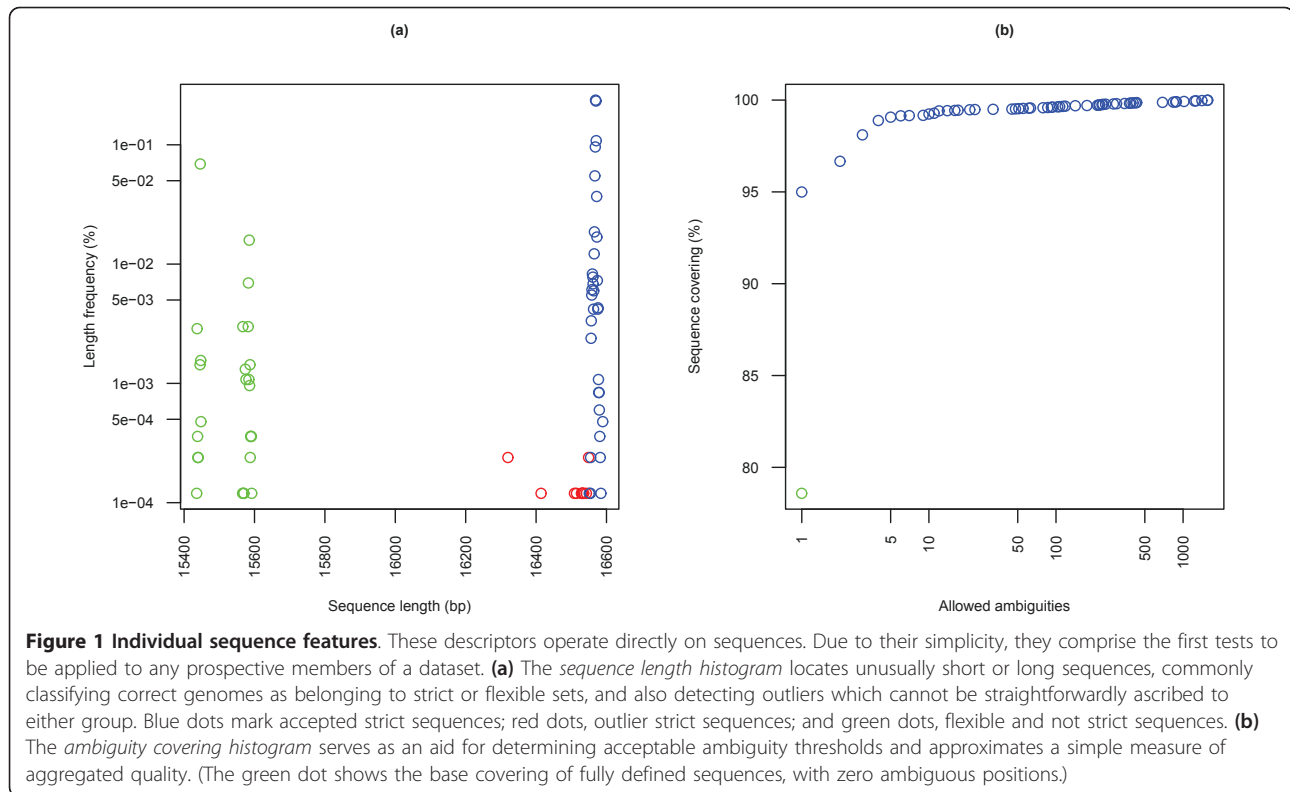 (a)
(b)
1e-01
5e-02
1e-02
5e-03
1e-03
5e-04
1e-04
Length frequency (%)
15400
15600
15800
16000
16200
16400
16600
Sequence length (bp)
100
95
90
85
80
Sequence covering (%)
1
5
10
50
100
500
1000
Allowed ambiguities
Figure 1 Individual sequence features. These descriptors operate directly on sequences. Due to their simplicity, they comprise the first tests to
be applied to any prospective members of a dataset. (a) The sequence length histogram locates unusually short or long sequences, commonly
classifying correct genomes as belonging to strict or flexible sets, and also detecting outliers which cannot be straightforwardly ascribed to
either group. Blue dots mark accepted strict sequences; red dots, outlier strict sequences; and green dots, flexible and not strict sequences. (b)
The ambiguity covering histogram serves as an aid for determining acceptable ambiguity thresholds and approximates a simple measure of
aggregated quality. (The green dot shows the base covering of fully defined sequences, with zero ambiguous positions.)